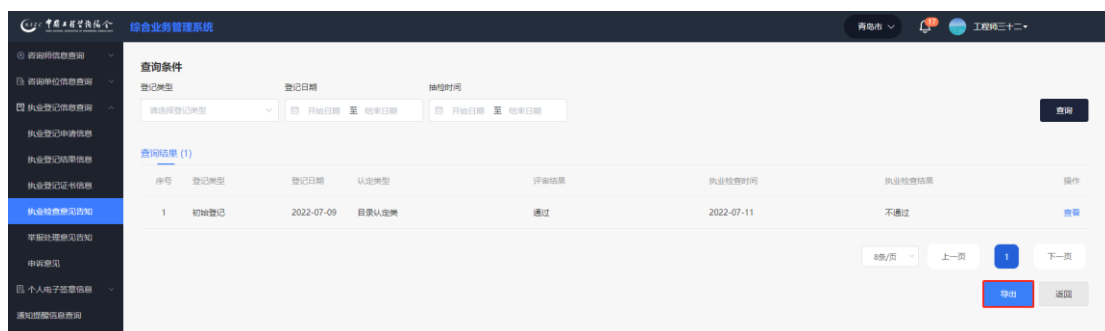 综合业务管理系统
青岛市
12
工程师三十二
咨询师信息查询
咨询单位信息查询
执业登记信息查询
执业登记申请信息
执业登记结果信息
执业登记证书信息
执业检查意见告知
举报处理意见告知
申诉意见
个人电子签章信息
通知提醒信息查询
查询条件
登记类型
登记日期
抽检时间
请选择登记类型
开始日期 至 结束日期
开始日期 至 结束日期
查询
查询结果 (1)
序号 登记类型 登记日期 认定类型 评审结果 执业检查时间 执业检查结果 操作
1 初始登记 2022-07-09 目录认定类 通过 2022-07-11 不通过 查看
8条/页
上一页
1
下一页
导出
返回